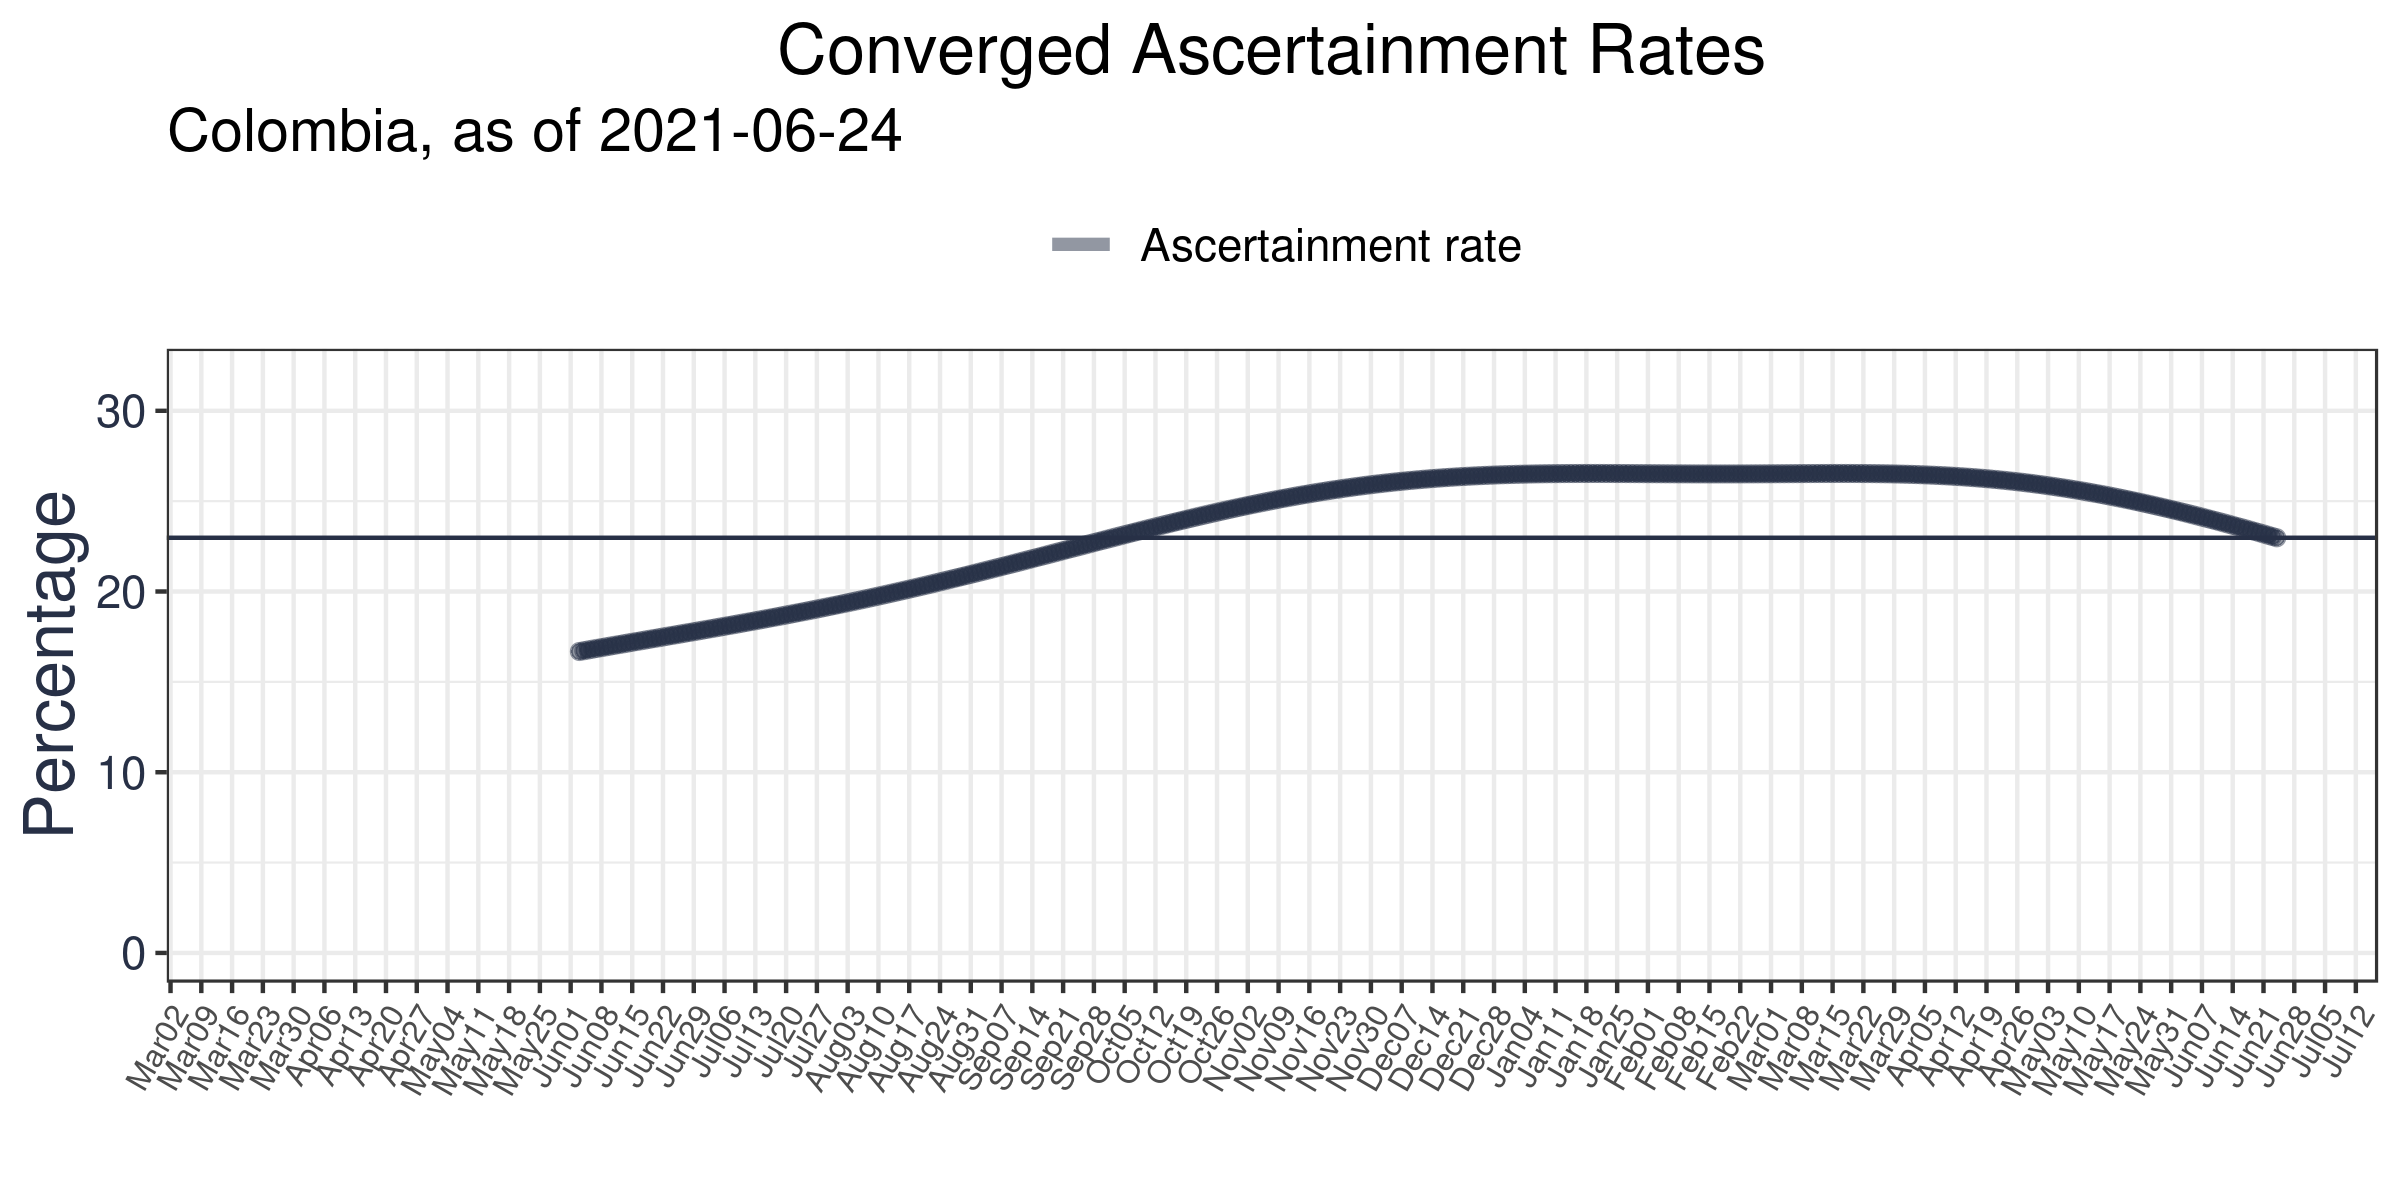 Converged Ascertainment Rates
Colombia, as of 2021-06-24
Ascertainment rate
Percentage
30
20
10
0
Mar02 Mar09 Mar16 Mar23 Mar30 Apr06 Apr13 Apr20 Apr27 May04 May11 May18 May25 Jun01 Jun08 Jun15 Jun22 Jun29 Jul06 Jul13 Jul20 Jul27 Aug03 Aug10 Aug17 Aug24 Aug31 Sep07 Sep14 Sep21 Sep28 Oct05 Oct12 Oct19 Oct26 Nov02 Nov09 Nov16 Nov23 Nov30 Dec07 Dec14 Dec21 Dec28 Jan04 Jan11 Jan18 Jan25 Feb01 Feb08 Feb15 Feb22 Mar01 Mar08 Mar15 Mar22 Mar29 Apr05 Apr12 Apr19 Apr26 May03 May10 May17 May24 May31 Jun07 Jun14 Jun21 Jun28 Jul05 Jul12